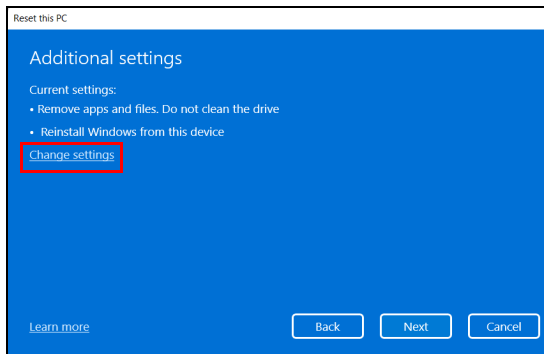 Reset this PC
Additional settings
Current settings:
• Remove apps and files. Do not clean the drive
• Reinstall Windows from this device
Change settings
Learn more
Back
Next
Cancel